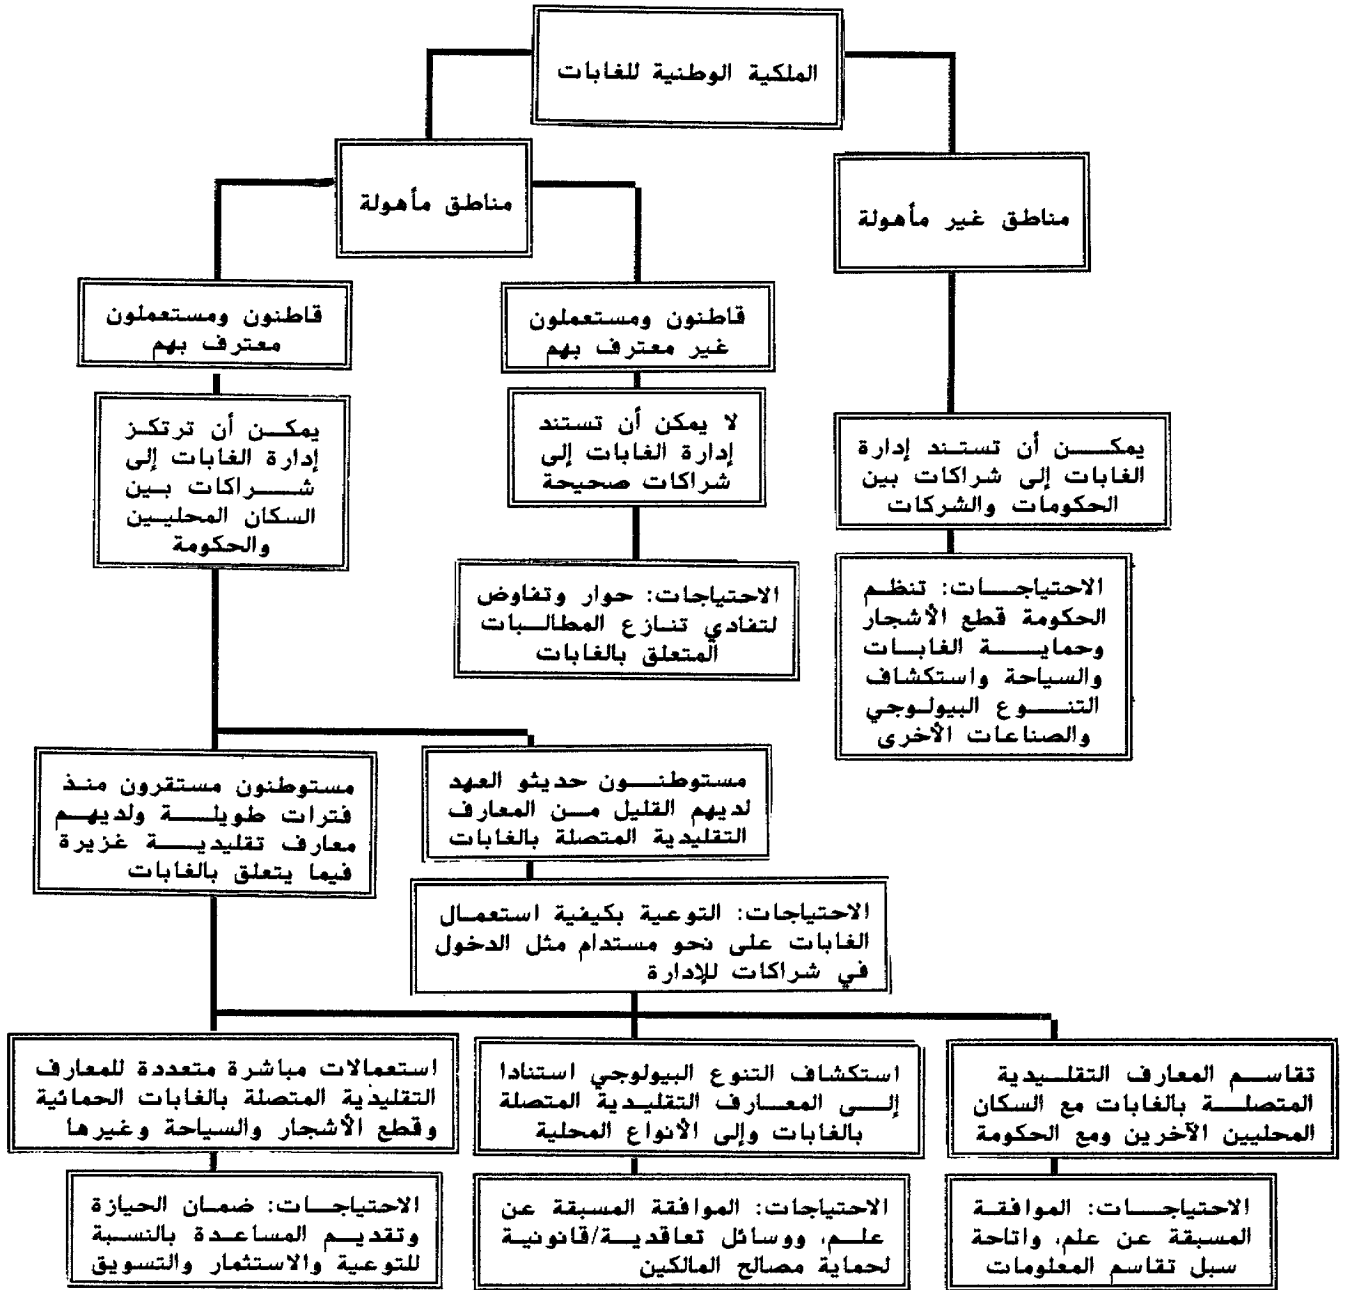 الملكية الوطنية للغابات
مناطق مأهولة
مناطق غير مأهولة
قاطنون ومستعملون
معترف بهم
قاطنون ومستعملون
غير معترف بهم
يمكن أن ترتكز
إدارة الغابات إلى
شراكات بين
السكان المحليين
والحكومة
لا يمكن أن تستند
إدارة الغابات إلى
شراكات صحيحة
يمكن أن تستند إدارة
الغابات إلى شراكات بين
الحكومات والشركات
الاحتياجات: حوار وتفاوض
لتفادي تنازع المطالبات
المتعلق بالغابات
الاحتياجات: تنظم
الحكومة قطع الأشجار
وحماية الغابات
والسياحة واستكشاف
التنوع البيولوجي
والصناعات الأخرى
مستوطنون مستقرون منذ
فترات طويلة ولديهم
معارف تقليدية غزيرة
فيما يتعلق بالغابات
مستوطنون حديثو العهد
لديهم القليل من المعارف
التقليدية المتصلة بالغابات
الاحتياجات: التوعية بكيفية استعمال
الغابات على نحو مستدام مثل الدخول
في شراكات للإدارة
استعمالات مباشرة متعددة للمعارف
التقليدية المتصلة بالغابات الحمائية
وقطع الأشجار والسياحة وغيرها
استكشاف التنوع البيولوجي استنادا
إلى المعارف التقليدية المتصلة
بالغابات وإلى الأنواع المحلية
تقاسم المعارف التقليدية
المتصلة بالغابات مع السكان
المحليين الآخرين ومع الحكومة
الاحتياجات: ضمان الحيازة
وتقديم المساعدة بالنسبة
للتوعية والاستثمار والتسويق
الاحتياجات: الموافقة المسبقة عن
علم، ووسائل تعاقدية/قانونية
لحماية مصالح المالكين
الاحتياجات: الموافقة
المسبقة عن علم، واتاحة
سبل تقاسم المعلومات